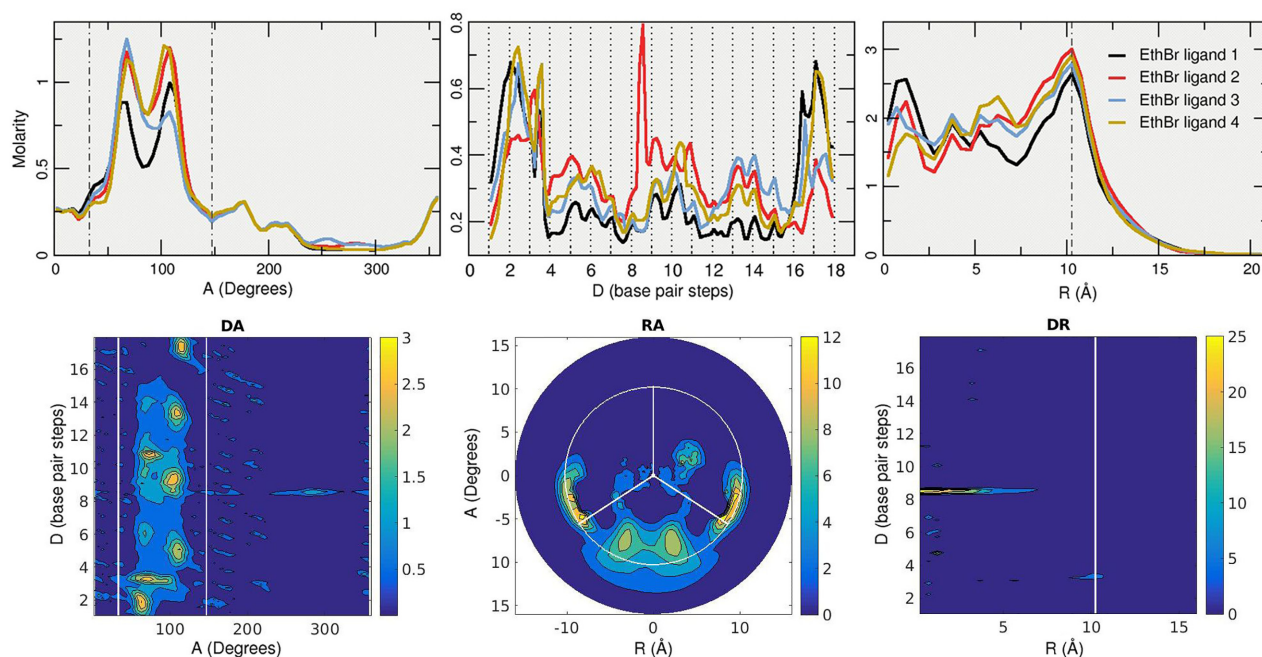 Molarity
1
0.5
0
0 100 200 300
A (Degrees)
0.8
0.6
0.4
0.2
0 2 4 6 8 10 12 14 16 18
D (base pair steps)
3
2
1
0
0 5 10 15 20
R (Å)
EthBr ligand 1
EthBr ligand 2
EthBr ligand 3
EthBr ligand 4
DA
D (base pair steps)
16
14
12
10
8
6
4
2
100 200 300
A (Degrees)
3
2.5
2
1.5
1
0.5
RA
A (Degrees)
15
10
5
0
-5
10
15
-10 0 10
R (Å)
12
10
8
6
4
2
0
DR
D (base pair steps)
16
14
12
10
8
6
4
2
5 10 15
R (Å)
25
20
15
10
5
0